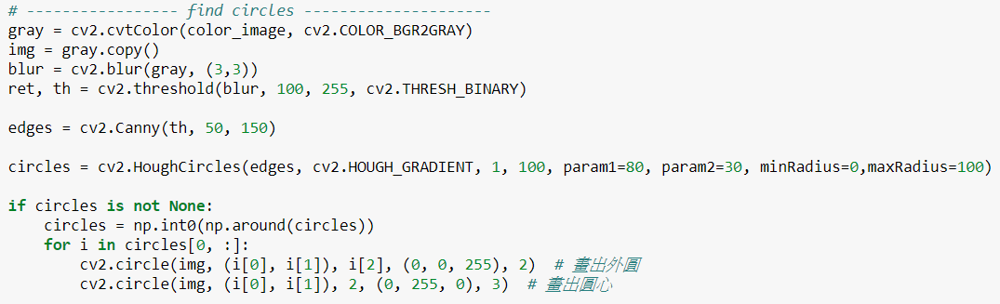 # ----------------- find circles ---------------------
gray = cv2.cvtColor(color_image, cv2.COLOR_BGR2GRAY)
img = gray.copy()
blur = cv2.blur(gray, (3,3))
ret, th = cv2.threshold(blur, 100, 255, cv2.THRESH_BINARY)

edges = cv2.Canny(th, 50, 150)

circles = cv2.HoughCircles(edges, cv2.HOUGH_GRADIENT, 1, 100, param1=80, param2=30, minRadius=0,maxRadius=100)

if circles is not None:
    circles = np.int0(np.around(circles))
    for i in circles[0, :]:
        cv2.circle(img, (i[0], i[1]), i[2], (0, 0, 255), 2)  # 畫出外圓
        cv2.circle(img, (i[0], i[1]), 2, (0, 255, 0), 3)  # 畫出圓心